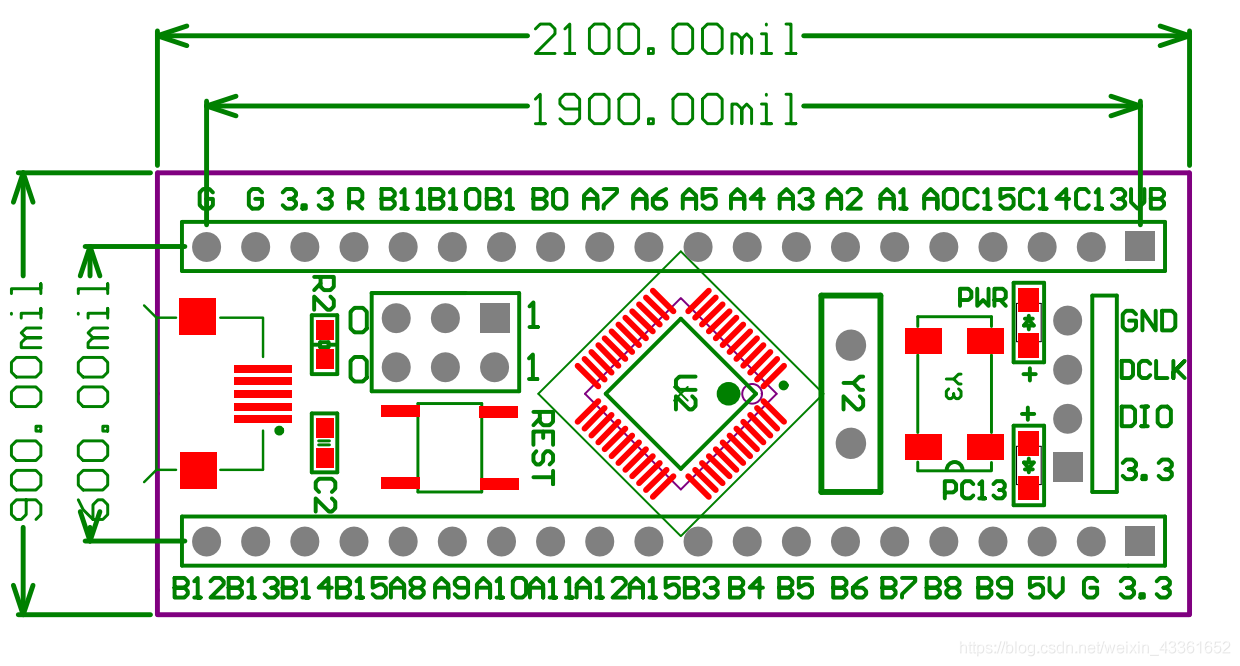 2100.00mil
1900.00mil
G G 3.3 R B11 B10 B1 B0 A7 A6 A5 A4 A3 A2 A1 A0 C15 C14 C13 VB
900.00mil
600.00mil
R2
0 1
0 1
C2
REST
U2
Y2
Y3
PWR
+
+
PC13
GND
DCLK
DIO
3.3
B12 B13 B14 B15 A8 A9 A10 A11 A12 A15 B3 B4 B5 B6 B7 B8 B9 5V G 3.3
https://blog.csdn.net/weixin_43361652